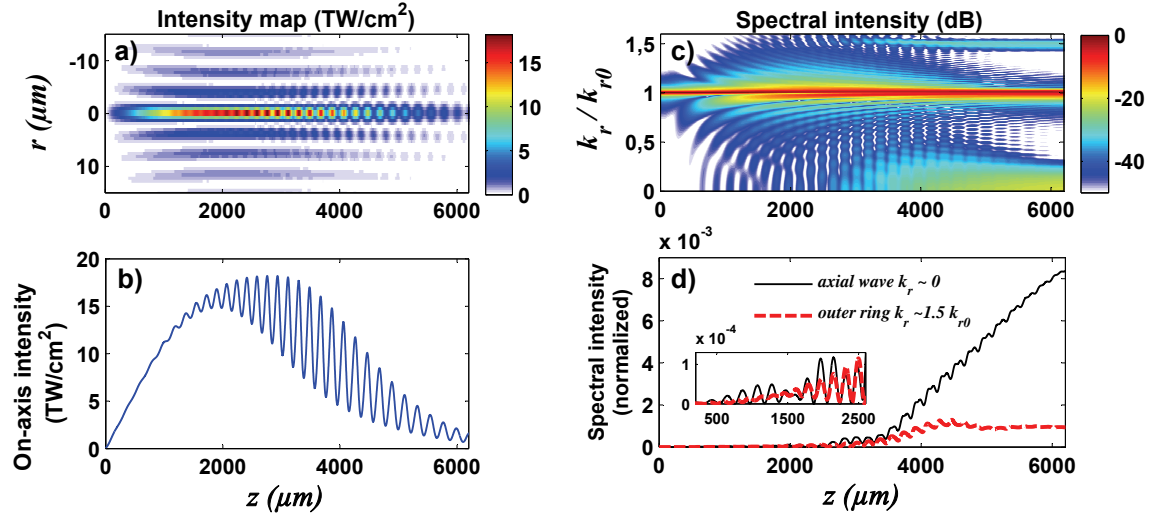 Intensity map (TW/cm²)
a)
-10
0
10
r (μm)
0 2000 4000 6000
15
10
5
0
Spectral intensity (dB)
c)
1,5
1
0.5
0
k_r / k_r0
0 2000 4000 6000
0
-20
-40
b)
20
15
10
5
0
On-axis intensity
(TW/cm²)
0 2000 4000 6000
z (μm)
x 10⁻³
d)
8
6
4
2
0
Spectral intensity
(normalized)
axial wave k_r ~ 0
outer ring k_r ~1.5 k_r0
x 10⁻⁴
1
0
500 1500 2500
0 2000 4000 6000
z (μm)